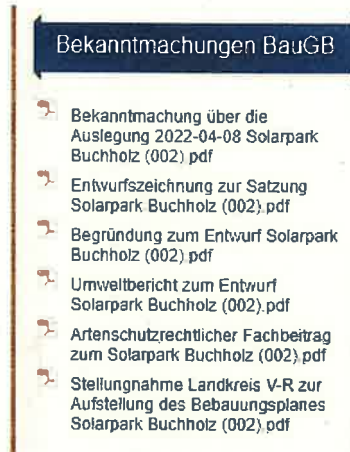 Bekanntmachungen BauGB
Bekanntmachung über die
Auslegung 2022-04-08 Solarpark
Buchholz (002).pdf
Entwurfszeichnung zur Satzung
Solarpark Buchholz (002).pdf
Begründung zum Entwurf Solarpark
Buchholz (002).pdf
Umweltbericht zum Entwurf
Solarpark Buchholz (002).pdf
Artenschutzrechtlicher Fachbeitrag
zum Solarpark Buchholz (002).pdf
Stellungnahme Landkreis V-R zur
Aufstellung des Bebauungsplanes
Solarpark Buchholz (002).pdf